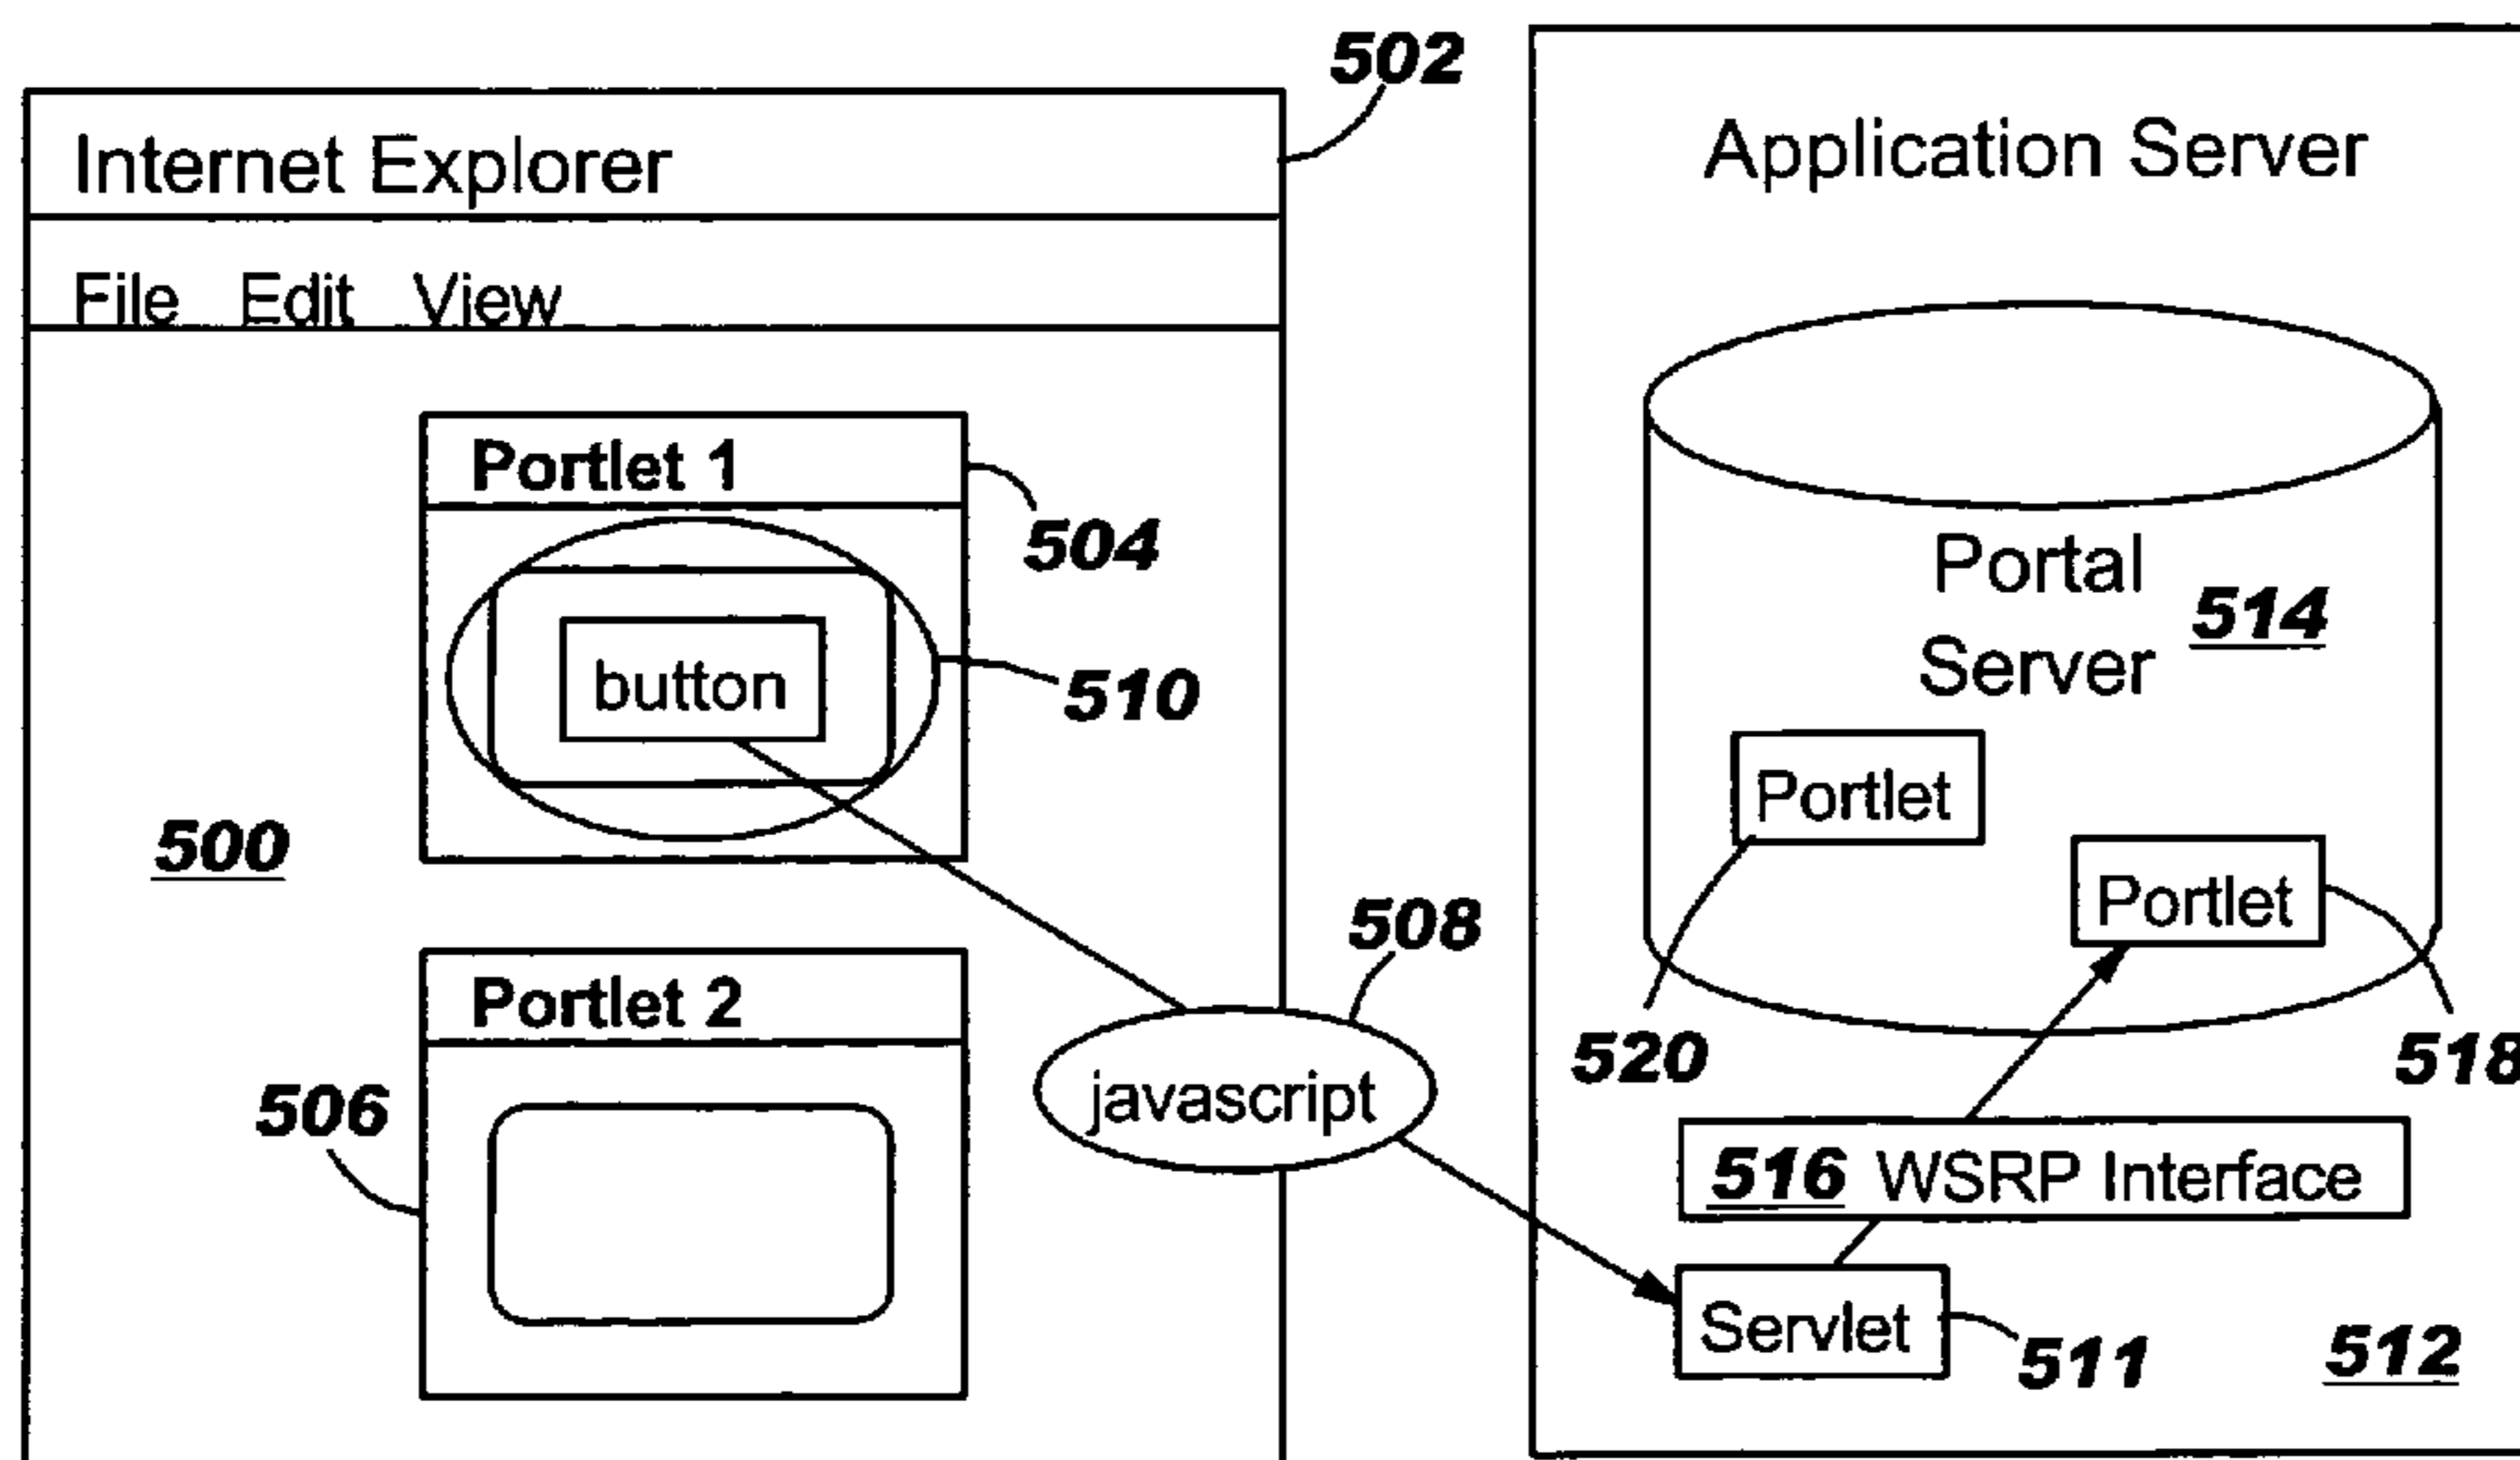 502
Internet Explorer
File Edit View
Portlet 1
504
button
510
500
Portlet 2
506
508
javascript
Application Server
Portal
Server
514
Portlet
Portlet
520
518
516 WSRP Interface
Servlet
511
512